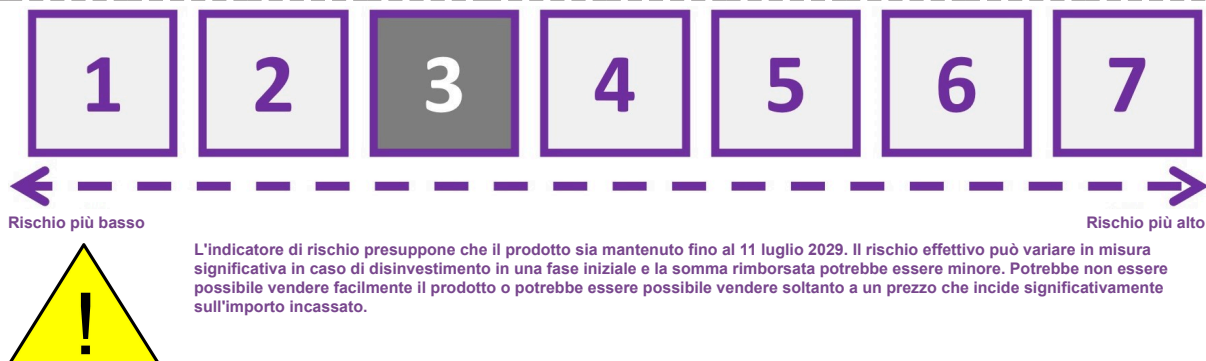 1 2 3 4 5 6 7
Rischio più basso Rischio più alto
L'indicatore di rischio presuppone che il prodotto sia mantenuto fino al 11 luglio 2029. Il rischio effettivo può variare in misura
significativa in caso di disinvestimento in una fase iniziale e la somma rimborsata potrebbe essere minore. Potrebbe non essere
possibile vendere facilmente il prodotto o potrebbe essere possibile vendere soltanto a un prezzo che incide significativamente
sull'importo incassato.
!